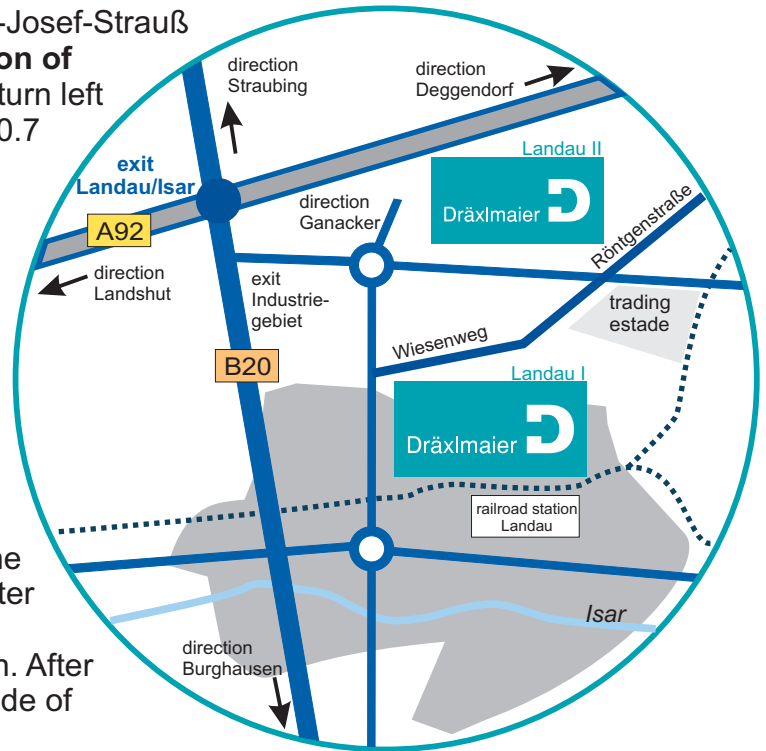 -Josef-Strauß
on of
turn left
0.7
ne
ter
n. After
de of
direction
Straubing
direction
Deggendorf
exit
Landau/Isar
A92
direction
Landshut
direction
Ganacker
Landau II
Dräxlmaier
Röntgenstraße
exit
Industrie-
gebiet
trading
estade
B20
Wiesenweg
Landau I
Dräxlmaier
railroad station
Landau
Isar
direction
Burghausen